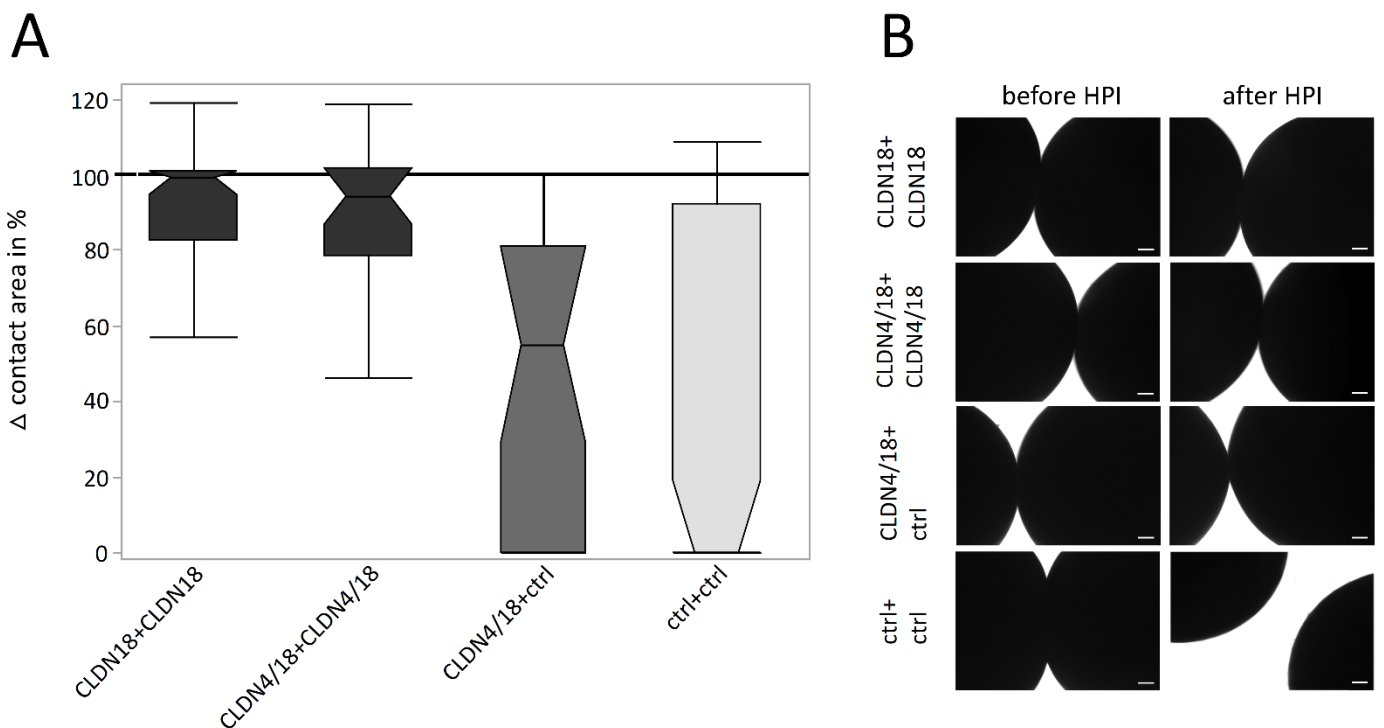 A
Δ contact area in %
120
100
80
60
40
20
0
CLDN18+CLDN18
CLDN4/18+CLDN4/18
CLDN4/18+ctrl
ctrl+ctrl
B
before HPI
after HPI
CLDN18+
CLDN18
CLDN4/18+
CLDN4/18
CLDN4/18+
ctrl
ctrl+
ctrl